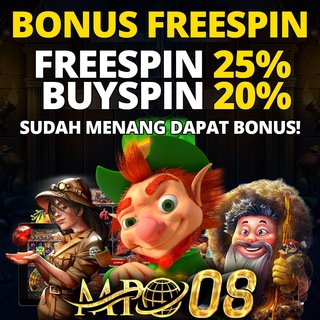 BONUS FREESPIN
FREESPIN 25%
BUYSPIN 20%
SUDAH MENANG DAPAT BONUS!
MPO08